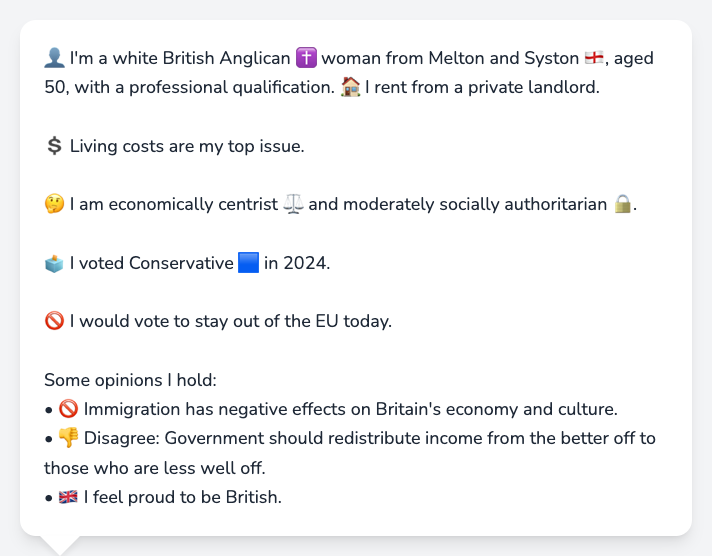 👤 I'm a white British Anglican ✝️ woman from Melton and Syston 🏴󠁧󠁢󠁥󠁮󠁧󠁿, aged
50, with a professional qualification. 🏠 I rent from a private landlord.
💲 Living costs are my top issue.
🤔 I am economically centrist ⚖️ and moderately socially authoritarian 🔒.
🗳️ I voted Conservative 🟦 in 2024.
🚫 I would vote to stay out of the EU today.
Some opinions I hold:
• 🚫 Immigration has negative effects on Britain's economy and culture.
• 👎 Disagree: Government should redistribute income from the better off to
those who are less well off.
• 🇬🇧 I feel proud to be British.